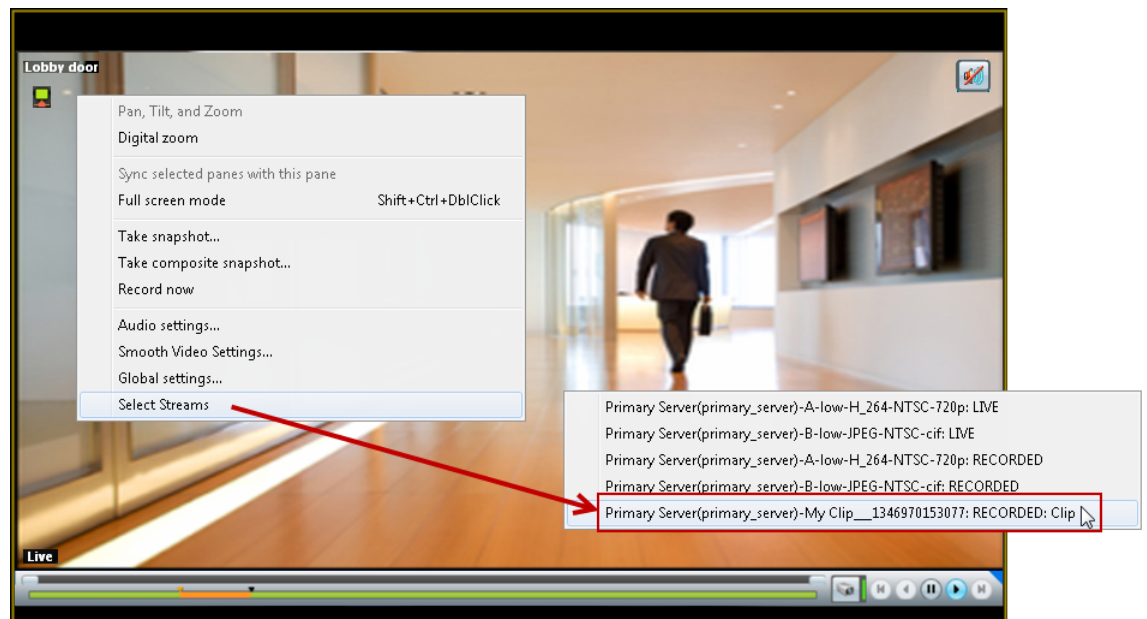 Lobby door
Pan, Tilt, and Zoom
Digital zoom
Sync selected panes with this pane
Full screen mode Shift+Ctrl+DblClick
Take snapshot...
Take composite snapshot...
Record now
Audio settings...
Smooth Video Settings...
Global settings...
Select Streams
Primary Server(primary_server)-A-low-H_264-NTSC-720p: LIVE
Primary Server(primary_server)-B-low-JPEG-NTSC-cif: LIVE
Primary Server(primary_server)-A-low-H_264-NTSC-720p: RECORDED
Primary Server(primary_server)-B-low-JPEG-NTSC-cif: RECORDED
Primary Server(primary_server)-My Clip__1346970153077: RECORDED: Clip
Live